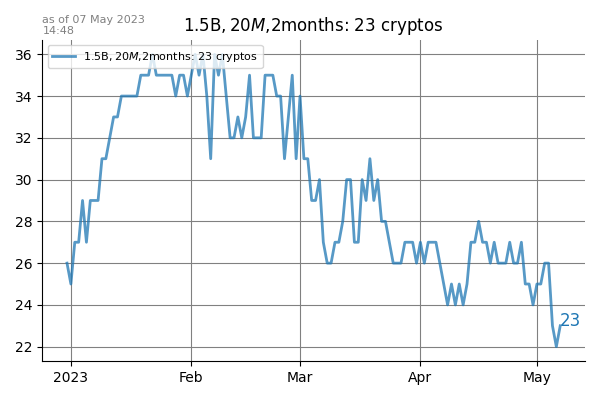 as of 07 May 2023
14:48
1.5B, 20M,2months: 23 cryptos
1.5B, 20M,2months: 23 cryptos
36
34
32
30
28
26
24
22
23
2023
Feb
Mar
Apr
May